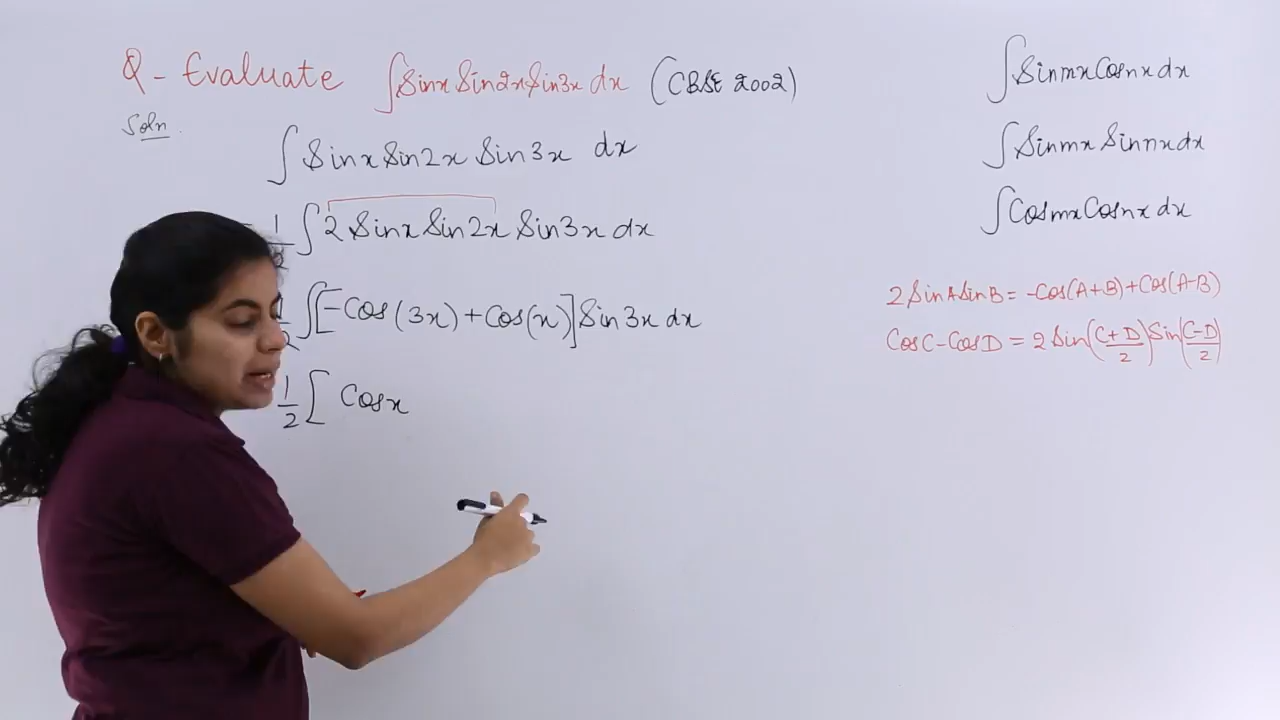 Q - Evaluate ∫Sinx Sin2x Sin3x dx (CBSE 2002)
Soln.
∫Sinx Sin2x Sin3x dx
1/2 ∫2 Sinx Sin2x Sin3x dx
1/2 ∫[-Cos(3x)+Cos(x)] Sin3x dx
1/2 [ Cosx
∫Sinmx Cosnx dx
∫Sinmx Sinnx dx
∫Cosmx Cosnx dx
2SinASinB = -Cos(A+B)+Cos(A-B)
CosC-CosD = 2Sin(C+D/2)Sin(C-D/2)